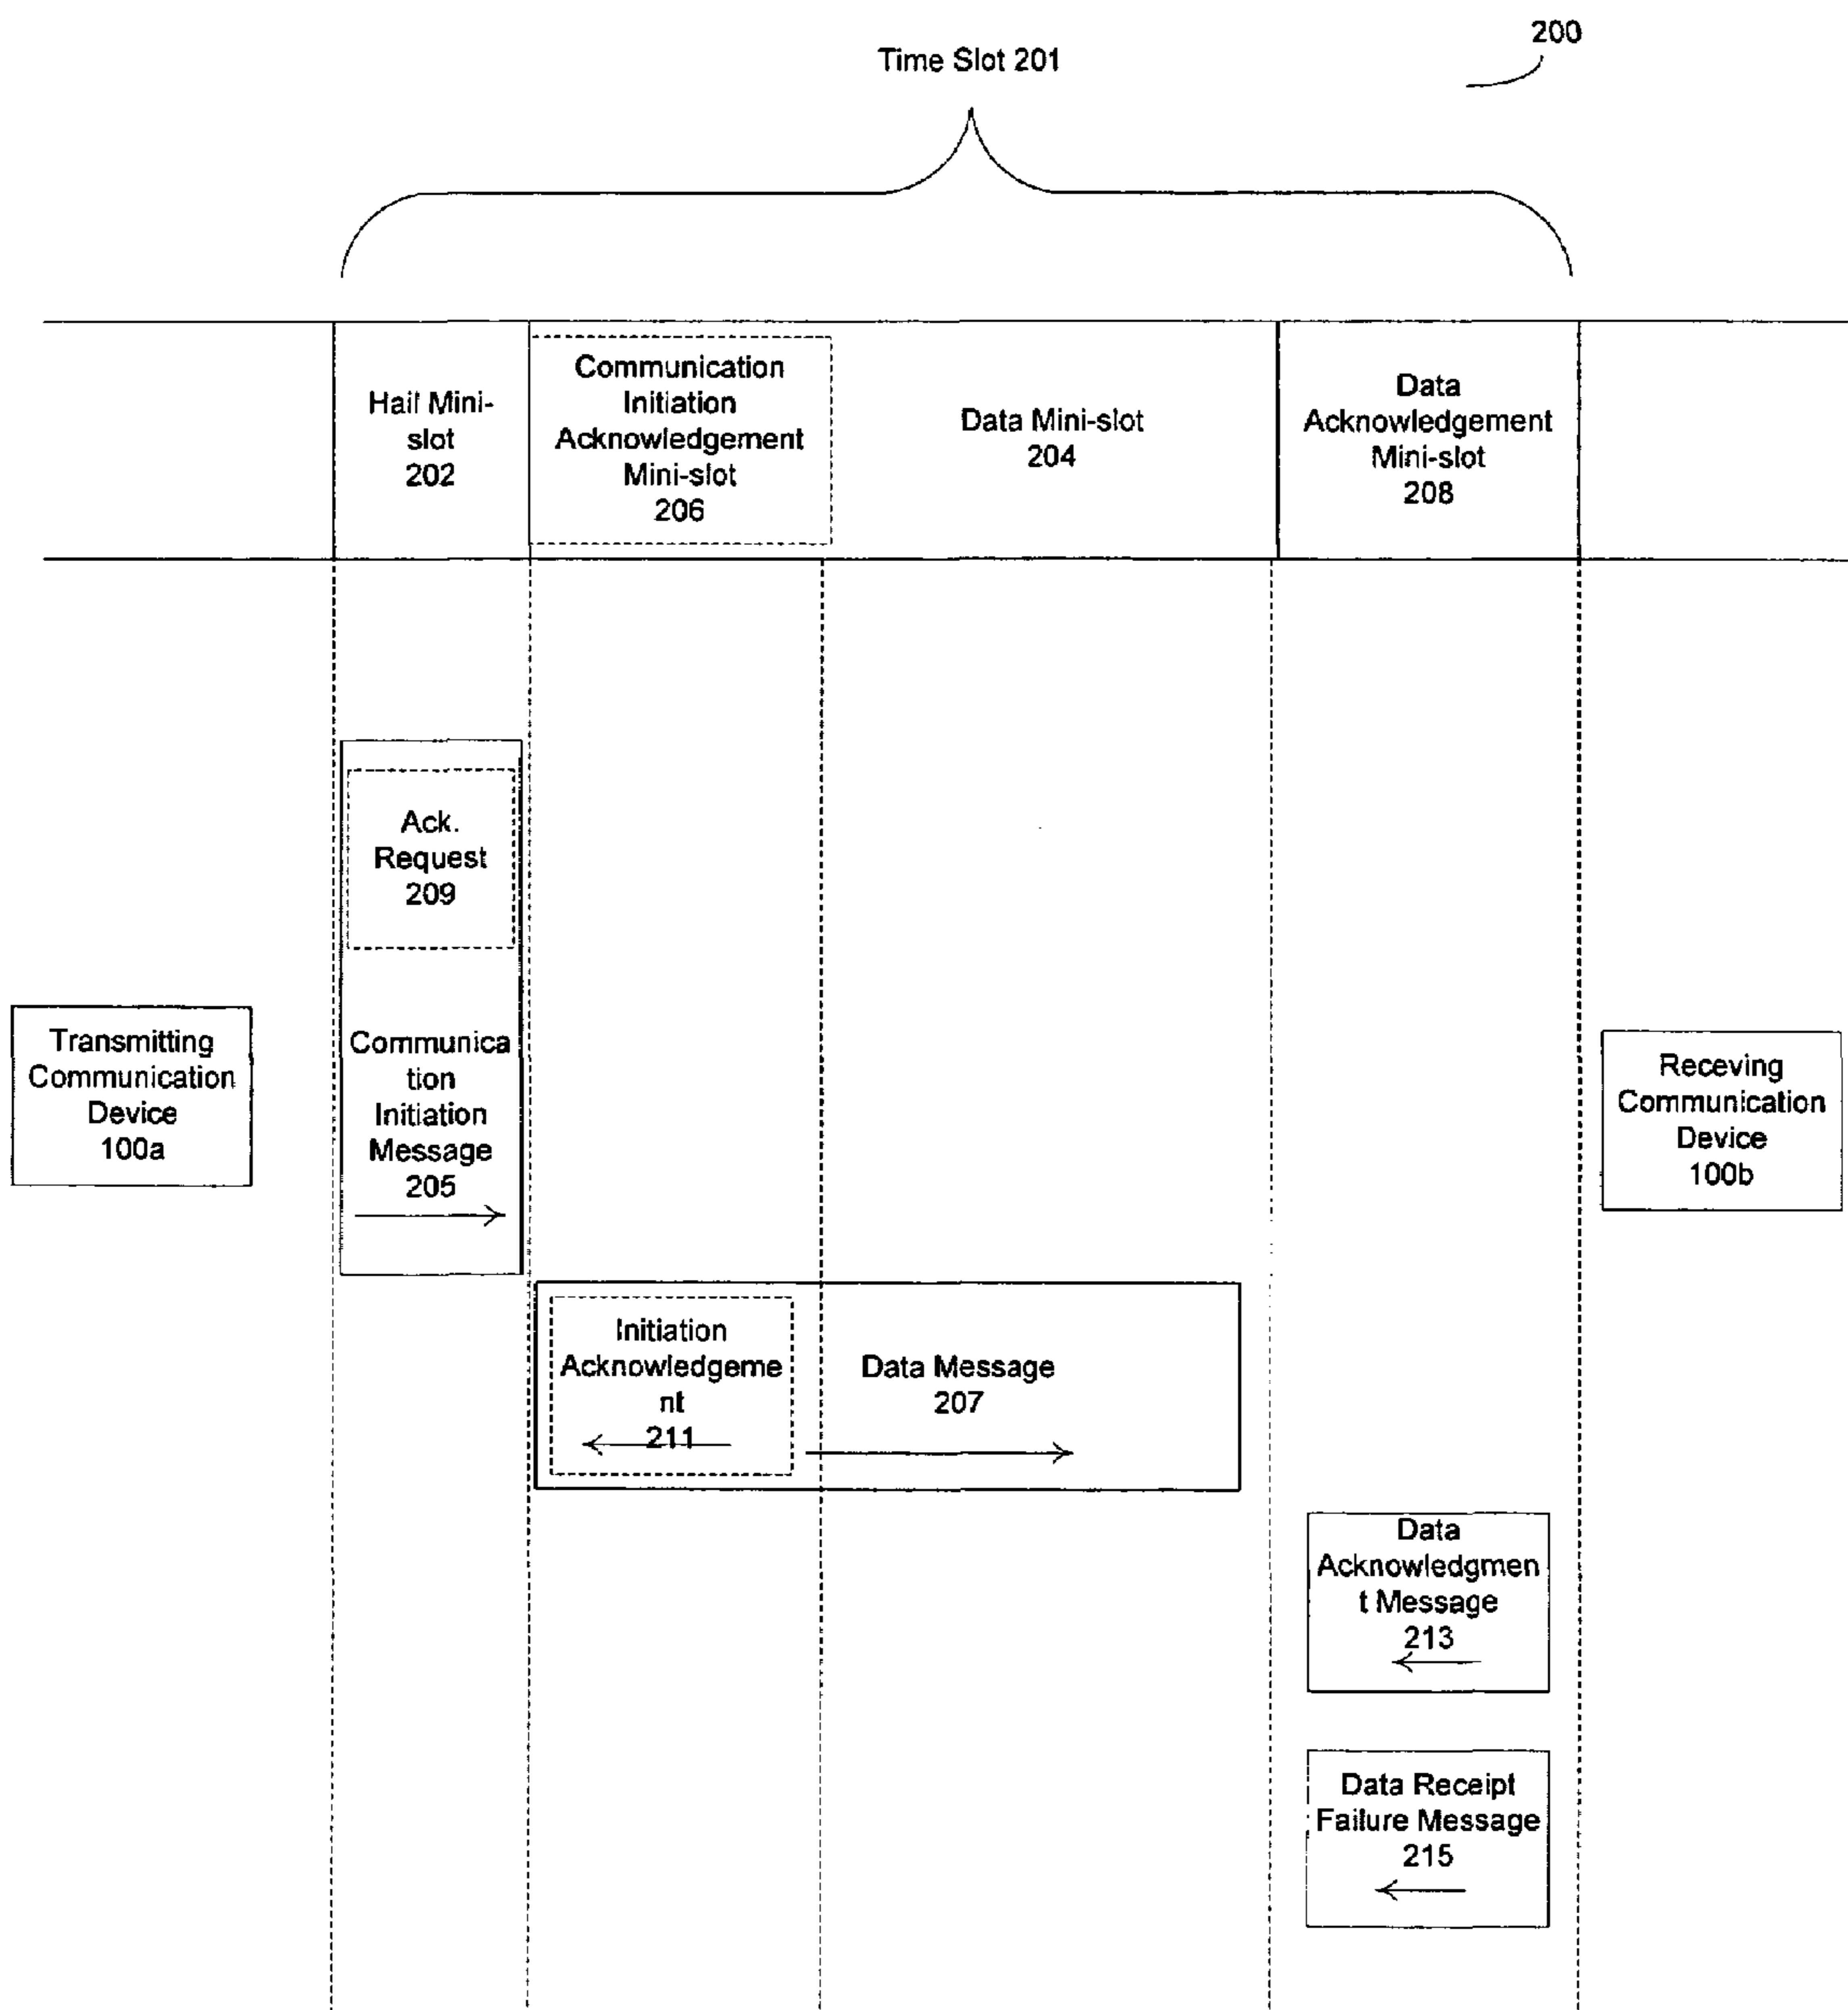 200
Time Slot 201
Hail Mini-
slot
202
Communication
Initiation
Acknowledgement
Mini-slot
206
Data Mini-slot
204
Data
Acknowledgement
Mini-slot
208
Ack.
Request
209
Transmitting
Communication
Device
100a
Communica
tion
Initiation
Message
205
Receving
Communication
Device
100b
Initiation
Acknowledgeme
nt
211
Data Message
207
Data
Acknowledgmen
t Message
213
Data Receipt
Failure Message
215